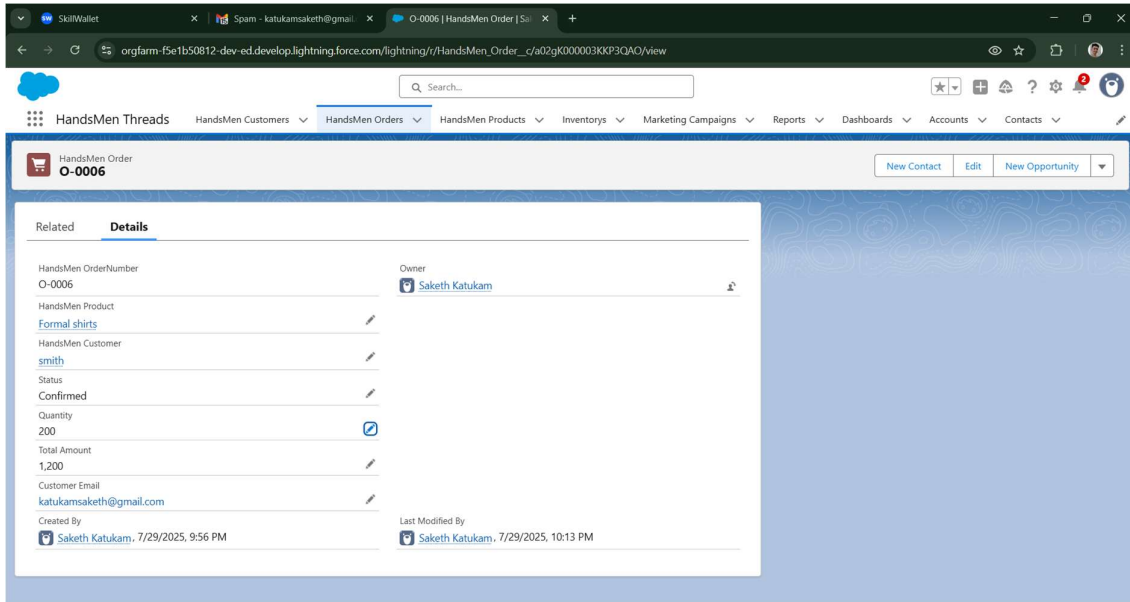 SkillWallet
Spam - katukamsaketh@gmail.
O-0006 | HandsMen Order | Sal
orgfarm-f5e1b50812-dev-ed.develop.lightning.force.com/lightning/r/HandsMen_Order__c/a02gK000003KKP3QAO/view
Search...
2
HandsMen Threads
HandsMen Customers
HandsMen Orders
HandsMen Products
Inventorys
Marketing Campaigns
Reports
Dashboards
Accounts
Contacts
HandsMen Order
O-0006
New Contact
Edit
New Opportunity
Related
Details
HandsMen OrderNumber
O-0006
Owner
Saketh Katukam
HandsMen Product
Formal shirts
HandsMen Customer
smith
Status
Confirmed
Quantity
200
Total Amount
1,200
Customer Email
katukamsaketh@gmail.com
Created By
Saketh Katukam, 7/29/2025, 9:56 PM
Last Modified By
Saketh Katukam, 7/29/2025, 10:13 PM